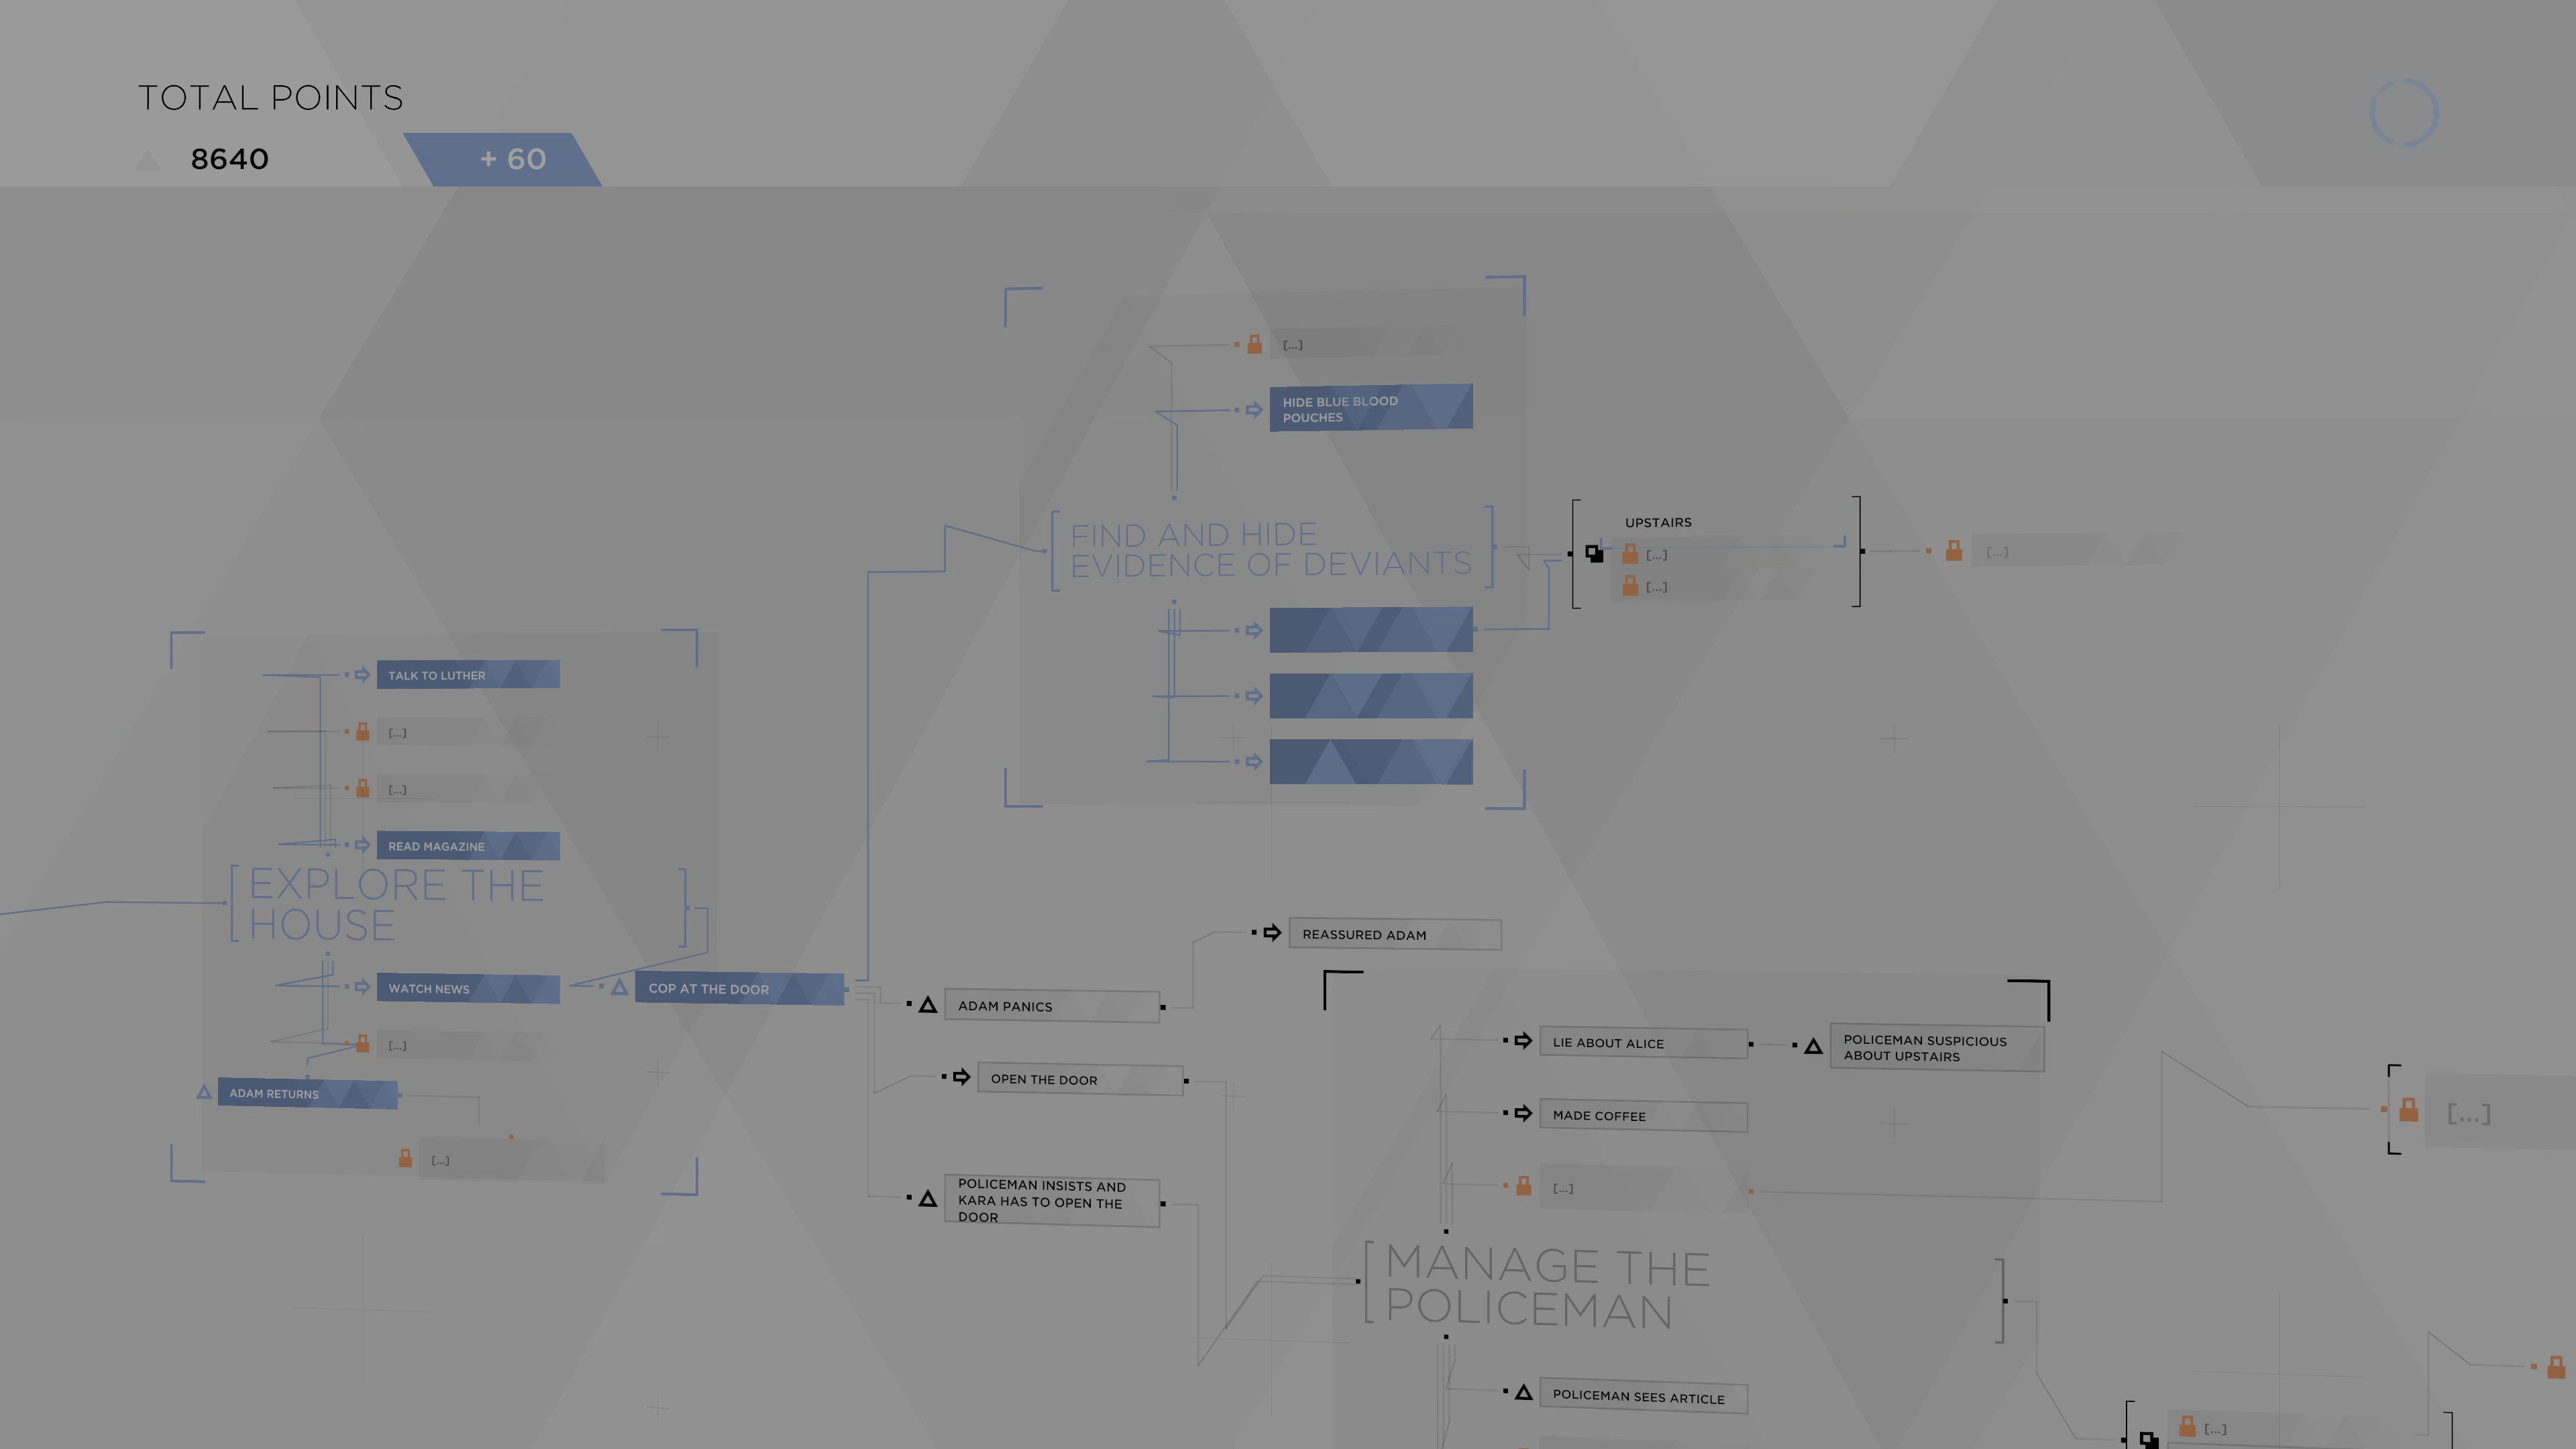 TOTAL POINTS
8640
+ 60
[...]
HIDE BLUE BLOOD
POUCHES
FIND AND HIDE
EVIDENCE OF DEVIANTS
UPSTAIRS
[...]
[...]
[...]
TALK TO LUTHER
[...]
[...]
READ MAGAZINE
EXPLORE THE
HOUSE
WATCH NEWS
COP AT THE DOOR
[...]
ADAM RETURNS
[...]
REASSURED ADAM
ADAM PANICS
OPEN THE DOOR
POLICEMAN INSISTS AND
KARA HAS TO OPEN THE
DOOR
LIE ABOUT ALICE
POLICEMAN SUSPICIOUS
ABOUT UPSTAIRS
MADE COFFEE
[...]
[...]
MANAGE THE
POLICEMAN
POLICEMAN SEES ARTICLE
[...]